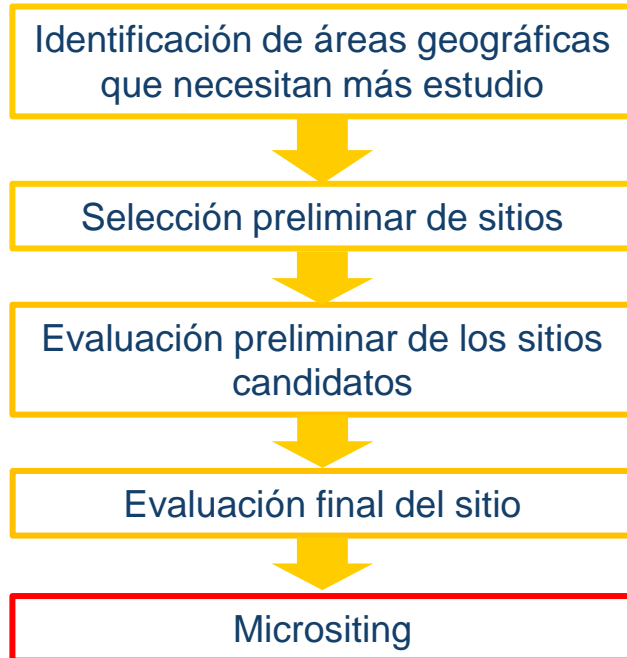 Identificación de áreas geográficas
que necesitan más estudio
Selección preliminar de sitios
Evaluación preliminar de los sitios
candidatos
Evaluación final del sitio
Micrositing